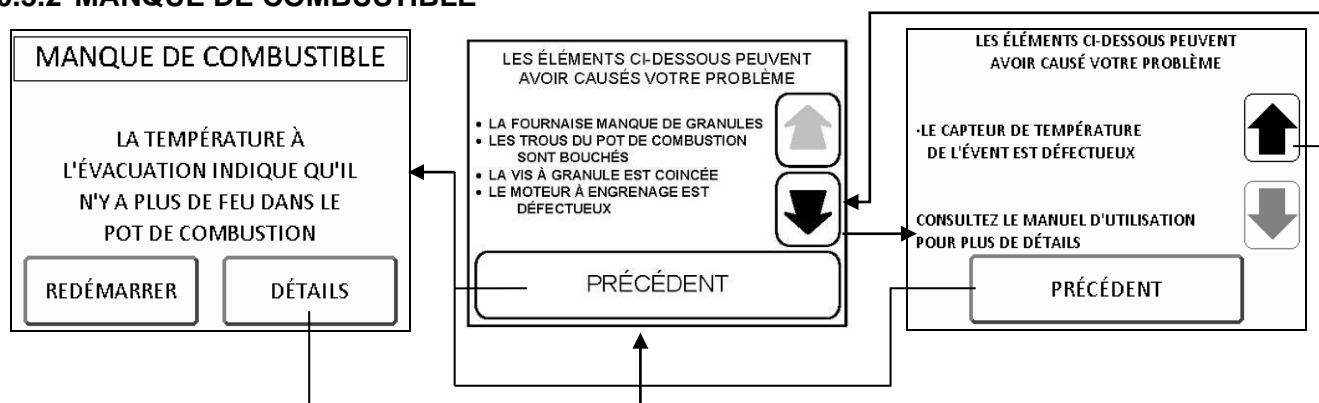 MANQUE DE COMBUSTIBLE
MANQUE DE COMBUSTIBLE
LA TEMPÉRATURE À
L'ÉVACUATION INDIQUE QU'IL
N'Y A PLUS DE FEU DANS LE
POT DE COMBUSTION
REDÉMARRER
DÉTAILS
LES ÉLÉMENTS CI-DESSOUS PEUVENT
AVOIR CAUSÉS VOTRE PROBLÈME
• LA FOURNAISE MANQUE DE GRANULES
• LES TROUS DU POT DE COMBUSTION
SONT BOUCHÉS
• LA VIS À GRANULE EST COINCÉE
• LE MOTEUR À ENGRENAGE EST
DÉFECTUEUX
PRÉCÉDENT
LES ÉLÉMENTS CI-DESSOUS PEUVENT
AVOIR CAUSÉ VOTRE PROBLÈME
·LE CAPTEUR DE TEMPÉRATURE
DE L'ÉVENT EST DÉFECTUEUX
CONSULTEZ LE MANUEL D'UTILISATION
POUR PLUS DE DÉTAILS
PRÉCÉDENT